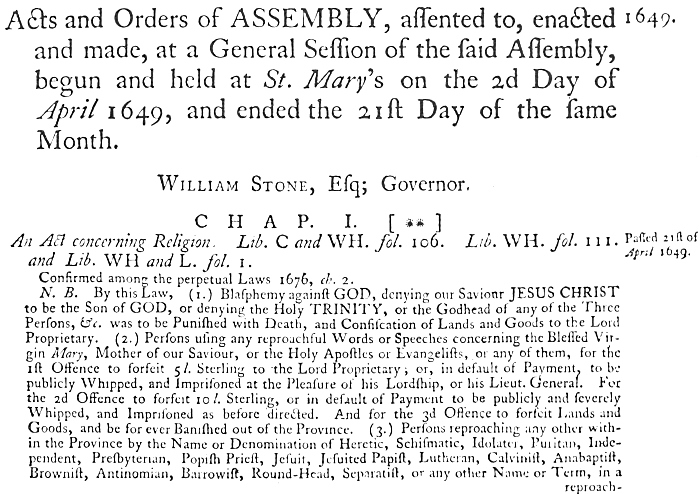 Acts and Orders of ASSEMBLY, aſſented to, enacted 1649.
and made, at a General Seſſion of the ſaid Aſſembly,
begun and held at St. Mary's on the 2d Day of
April 1649, and ended the 21ſt Day of the ſame
Month.
WILLIAM STONE, Eſq; Governor.
C H A P. I. [ ** ]
An Act concerning Religion. Lib. C and WH. fol. 106. Lib. WH. fol. 111. Paſſed 21ſt of
and Lib. WH and L. fol. 1. April 1649.
Confirmed among the perpetual Laws 1676, ch. 2.
N. B. By this Law, (1.) Blaſphemy againſt GOD, denying our Saviour JESUS CHRIST
to be the Son of GOD, or denying the Holy TRINITY, or the Godhead of any of the Three
Perſons, &c. was to be Puniſhed with Death, and Confiſcation of Lands and Goods to the Lord
Proprietary. (2.) Perſons uſing any reproachful Words or Speeches concerning the Bleſſed Vir-
gin Mary, Mother of our Saviour, or the Holy Apoſtles or Evangeliſts, or any of them, for the
1ſt Offence to forfeit 5 l. Sterling to the Lord Proprietary; or, in default of Payment, to be
publicly Whipped, and Impriſoned at the Pleaſure of his Lordſhip, or his Lieut. General. For
the 2d Offence to forfeit 10 l. Sterling, or in default of Payment to be publicly and ſeverely
Whipped, and Impriſoned as before directed. And for the 3d Offence to forfeit Lands and
Goods, and be for ever Baniſhed out of the Province. (3.) Perſons reproaching any other with-
in the Province by the Name or Denomination of Heretic, Schiſmatic, Idolater, Puritan, Inde-
pendent, Preſbyterian, Popiſh Prieſt, Jeſuit, Jeſuited Papiſt, Lutheran, Calviniſt, Anabaptiſt,
Browniſt, Antinomian, Barrowiſt, Round-Head, Separatiſt, or any other Name or Term, in a
reproach-